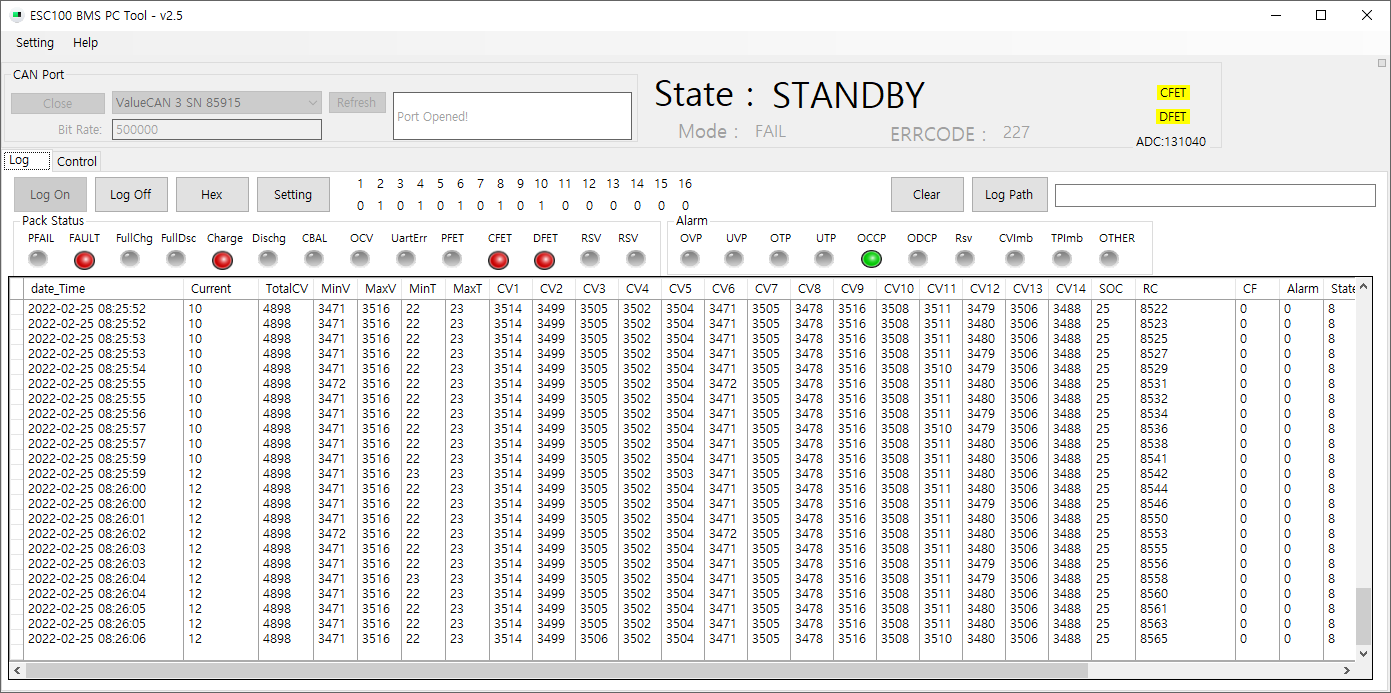 ESC100 BMS PC Tool - v2.5
Setting Help
CAN Port
Close ValueCAN 3 SN 85915 Refresh Port Opened!
Bit Rate: 500000
State : STANDBY
Mode : FAIL ERRCODE : 227
CFET
DFET
ADC:131040
Log Control
Log On Log Off Hex Setting
1 2 3 4 5 6 7 8 9 10 11 12 13 14 15 16
0 1 0 1 0 1 0 1 0 1 0 0 0 0 0 0
Clear Log Path
Pack Status
PFAIL FAULT FullChg FullDsc Charge Dischg CBAL OCV UartErr PFET CFET DFET RSV RSV
Alarm
OVP UVP OTP UTP OCCP ODCP Rsv CVImb TPImb OTHER
date_Time Current TotalCV MinV MaxV MinT MaxT CV1 CV2 CV3 CV4 CV5 CV6 CV7 CV8 CV9 CV10 CV11 CV12 CV13 CV14 SOC RC CF Alarm State
2022-02-25 08:25:52 10 4898 3471 3516 22 23 3514 3499 3505 3502 3504 3471 3505 3478 3516 3508 3511 3479 3506 3488 25 8522 0 0 8
2022-02-25 08:25:52 10 4898 3471 3516 22 23 3514 3499 3505 3502 3504 3471 3505 3478 3516 3508 3511 3480 3506 3488 25 8523 0 0 8
2022-02-25 08:25:53 10 4898 3471 3516 22 23 3514 3499 3505 3502 3504 3471 3505 3478 3516 3508 3511 3480 3506 3488 25 8525 0 0 8
2022-02-25 08:25:53 10 4898 3471 3516 22 23 3514 3499 3505 3502 3504 3471 3505 3478 3516 3508 3511 3479 3506 3488 25 8527 0 0 8
2022-02-25 08:25:54 10 4898 3471 3516 22 23 3514 3499 3505 3502 3504 3471 3505 3478 3516 3508 3510 3479 3506 3488 25 8529 0 0 8
2022-02-25 08:25:55 10 4898 3472 3516 22 23 3514 3499 3505 3502 3504 3472 3505 3478 3516 3508 3511 3480 3506 3488 25 8531 0 0 8
2022-02-25 08:25:55 10 4898 3471 3516 22 23 3514 3499 3505 3502 3504 3471 3505 3478 3516 3508 3511 3480 3506 3488 25 8532 0 0 8
2022-02-25 08:25:56 10 4898 3471 3516 22 23 3514 3499 3505 3502 3504 3471 3505 3478 3516 3508 3511 3479 3506 3488 25 8534 0 0 8
2022-02-25 08:25:57 10 4898 3471 3516 22 23 3514 3499 3505 3502 3504 3471 3505 3478 3516 3508 3510 3479 3506 3488 25 8536 0 0 8
2022-02-25 08:25:57 10 4898 3471 3516 22 23 3514 3499 3505 3502 3504 3471 3505 3478 3516 3508 3511 3480 3506 3488 25 8538 0 0 8
2022-02-25 08:25:59 10 4898 3471 3516 22 23 3514 3499 3505 3502 3504 3471 3505 3478 3516 3508 3511 3480 3506 3488 25 8541 0 0 8
2022-02-25 08:25:59 12 4898 3471 3516 23 23 3514 3499 3505 3502 3503 3471 3505 3478 3516 3508 3511 3480 3506 3488 25 8542 0 0 8
2022-02-25 08:26:00 12 4898 3471 3516 22 23 3514 3499 3505 3502 3504 3471 3505 3478 3516 3508 3511 3480 3506 3488 25 8544 0 0 8
2022-02-25 08:26:00 12 4898 3471 3516 22 23 3514 3499 3505 3502 3504 3471 3505 3478 3516 3508 3511 3479 3506 3488 25 8546 0 0 8
2022-02-25 08:26:01 12 4898 3471 3516 22 23 3514 3499 3505 3502 3504 3471 3505 3478 3516 3508 3511 3480 3506 3488 25 8550 0 0 8
2022-02-25 08:26:02 12 4898 3472 3516 22 23 3514 3499 3505 3502 3504 3472 3505 3478 3516 3508 3511 3480 3506 3488 25 8553 0 0 8
2022-02-25 08:26:03 12 4898 3471 3516 22 23 3514 3499 3505 3502 3504 3471 3505 3478 3516 3508 3511 3480 3506 3488 25 8555 0 0 8
2022-02-25 08:26:03 12 4898 3471 3516 22 23 3514 3499 3505 3502 3504 3471 3505 3478 3516 3508 3511 3479 3506 3488 25 8556 0 0 8
2022-02-25 08:26:04 12 4898 3471 3516 23 23 3514 3499 3505 3502 3504 3471 3505 3478 3516 3508 3511 3479 3506 3488 25 8558 0 0 8
2022-02-25 08:26:04 12 4898 3471 3516 22 23 3514 3499 3505 3502 3504 3471 3505 3478 3516 3508 3511 3480 3506 3488 25 8560 0 0 8
2022-02-25 08:26:05 12 4898 3471 3516 22 23 3514 3499 3505 3502 3504 3471 3505 3478 3516 3508 3511 3480 3506 3488 25 8561 0 0 8
2022-02-25 08:26:05 12 4898 3471 3516 22 23 3514 3499 3505 3502 3504 3471 3505 3478 3516 3508 3511 3480 3506 3488 25 8563 0 0 8
2022-02-25 08:26:06 12 4898 3471 3516 22 23 3514 3499 3506 3502 3504 3471 3505 3478 3516 3508 3510 3480 3506 3488 25 8565 0 0 8